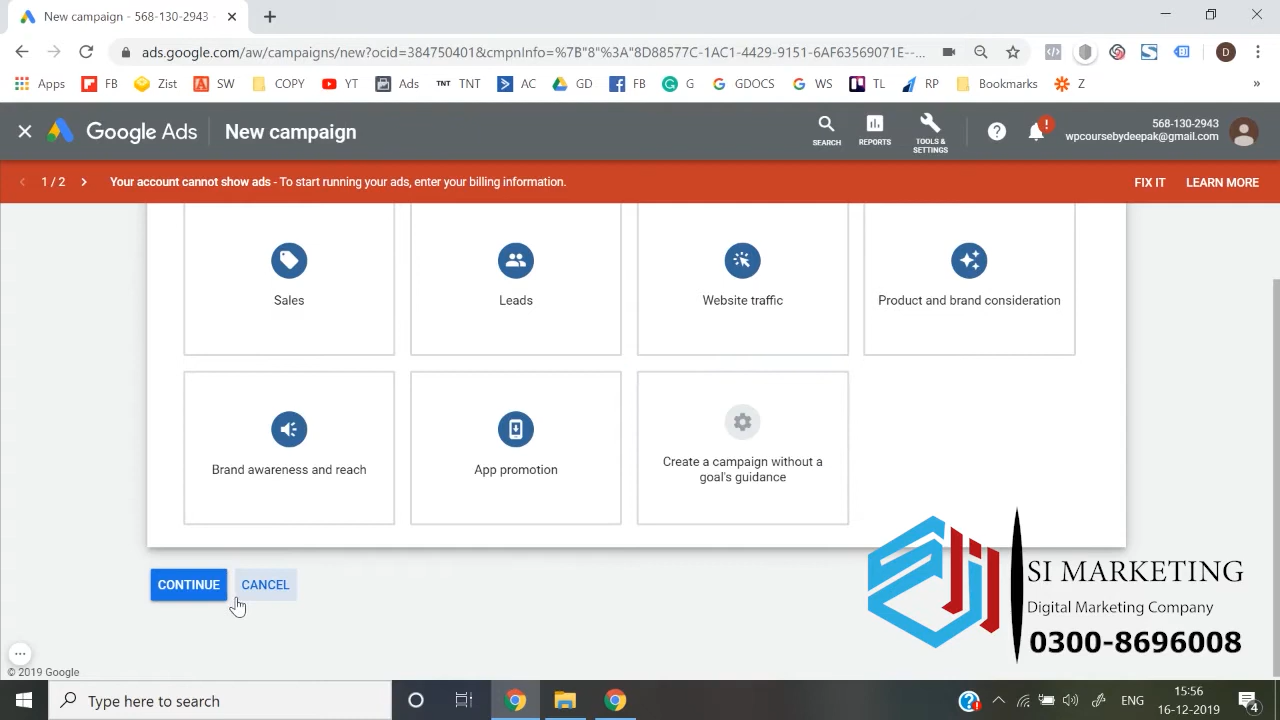 New campaign - 568-130-2943
ads.google.com/aw/campaigns/new?ocid=384750401&cmpnInfo=%7B"8"%3A"8D88577C-1AC1-4429-9151-6AF63569071E--...
Apps FB Zist SW COPY YT Ads TNT TNT AC GD FB G GDOCS WS TL RP Bookmarks Z »
Google Ads New campaign
SEARCH REPORTS TOOLS & SETTINGS
568-130-2943
wpcoursebydeepak@gmail.com
1 / 2 Your account cannot show ads - To start running your ads, enter your billing information. FIX IT LEARN MORE
Sales Leads Website traffic Product and brand consideration
Brand awareness and reach App promotion Create a campaign without a
goal's guidance
CONTINUE CANCEL
SI MARKETING
Digital Marketing Company
0300-8696008
© 2019 Google
Type here to search
ENG
15:56
16-12-2019
4
D